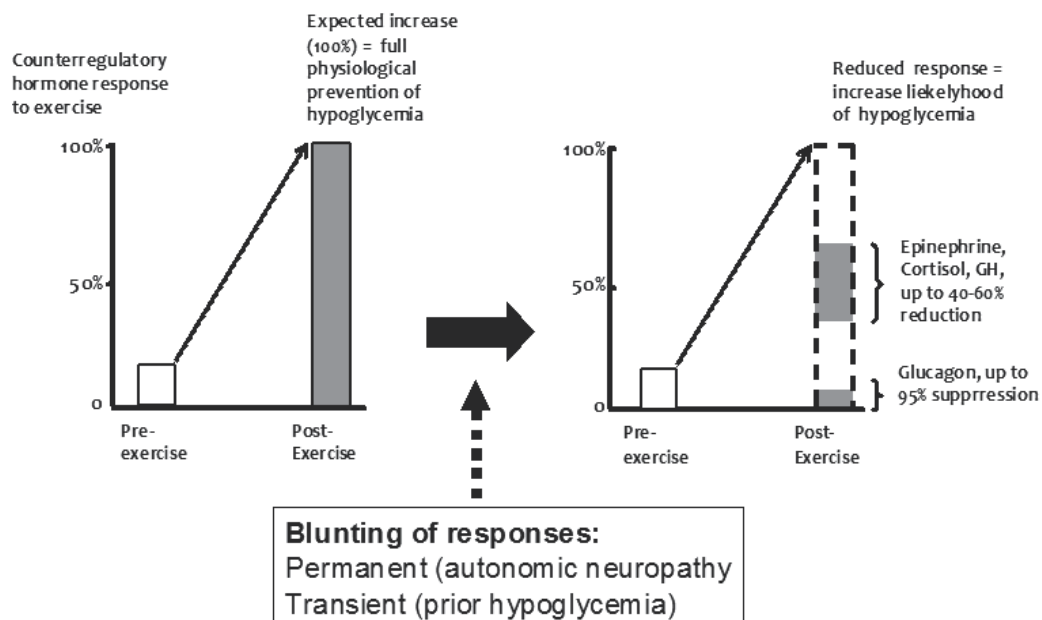 Counterregulatory
hormone response
to exercise
Expected increase
(100%) = full
physiological
prevention of
hypoglycemia
100%
50%
0
Pre-
exercise
Post-
Exercise
Reduced response =
increase liekelyhood
of hypoglycemia
100%
50%
0
Epinephrine,
Cortisol, GH,
up to 40-60%
reduction
Glucagon, up to
95% supprression
Pre-
exercise
Post-
Exercise
Blunting of responses:
Permanent (autonomic neuropathy
Transient (prior hypoglycemia)